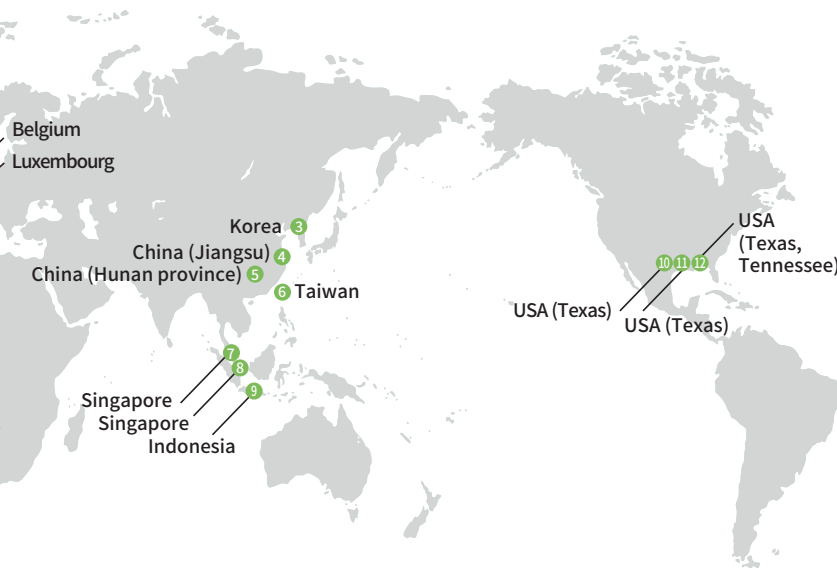 Belgium
Luxembourg
Korea 3
China (Jiangsu) 4
China (Hunan province) 5
6 Taiwan
7
8
9
Singapore
Singapore
Indonesia
USA
(Texas,
Tennessee)
10 11 12
USA (Texas)
USA (Texas)